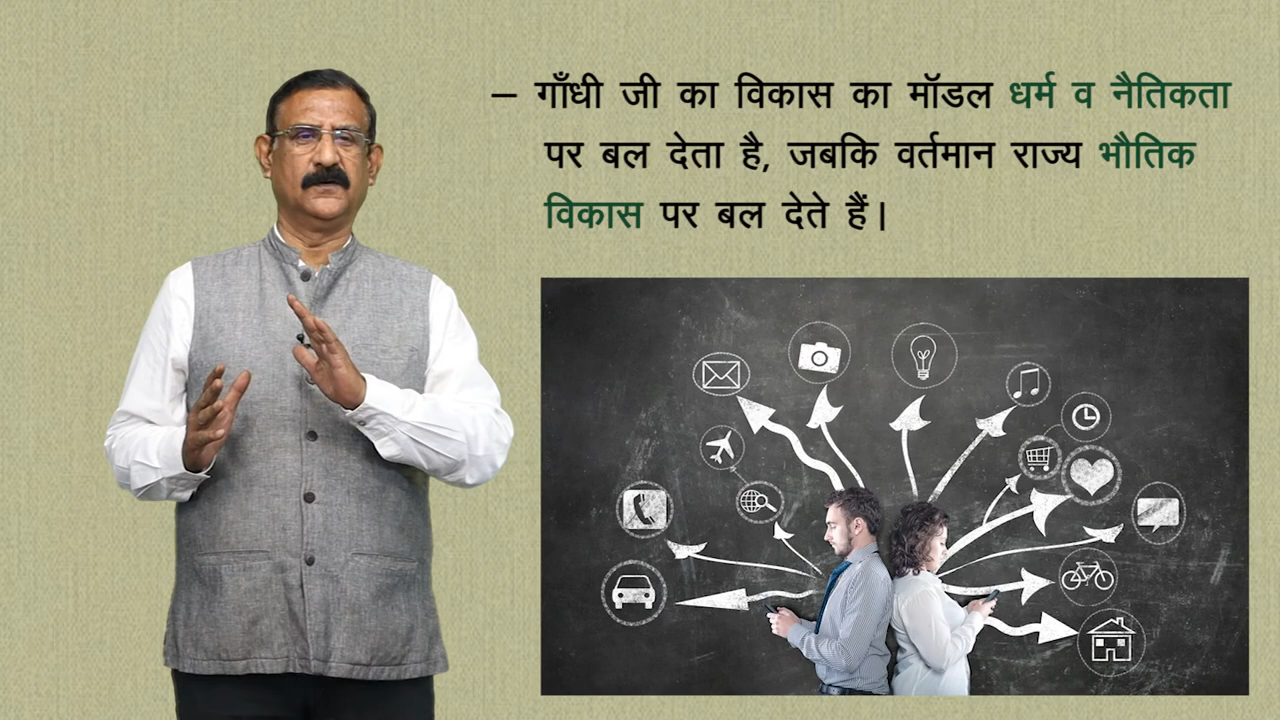 – गाँधी जी का विकास का मॉडल धर्म व नैतिकता
पर बल देता है, जबकि वर्तमान राज्य भौतिक
विकास पर बल देते हैं।